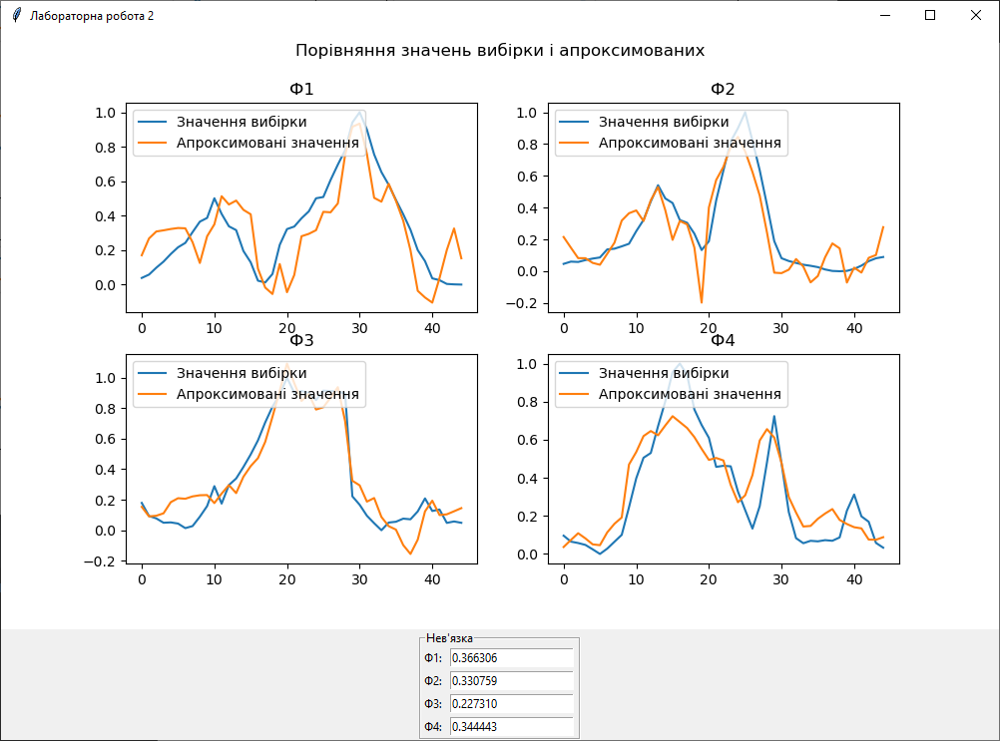 Лабораторна робота 2
Порівняння значень вибірки і апроксимованих
Ф1
Значення вибірки
Апроксимовані значення
1.0
0.8
0.6
0.4
0.2
0.0
0 10 20 30 40
Ф2
Значення вибірки
Апроксимовані значення
1.0
0.8
0.6
0.4
0.2
0.0
−0.2
0 10 20 30 40
Ф3
Значення вибірки
Апроксимовані значення
1.0
0.8
0.6
0.4
0.2
0.0
−0.2
0 10 20 30 40
Ф4
Значення вибірки
Апроксимовані значення
1.0
0.8
0.6
0.4
0.2
0.0
0 10 20 30 40
Нев'язка
Ф1: 0.366306
Ф2: 0.330759
Ф3: 0.227310
Ф4: 0.344443